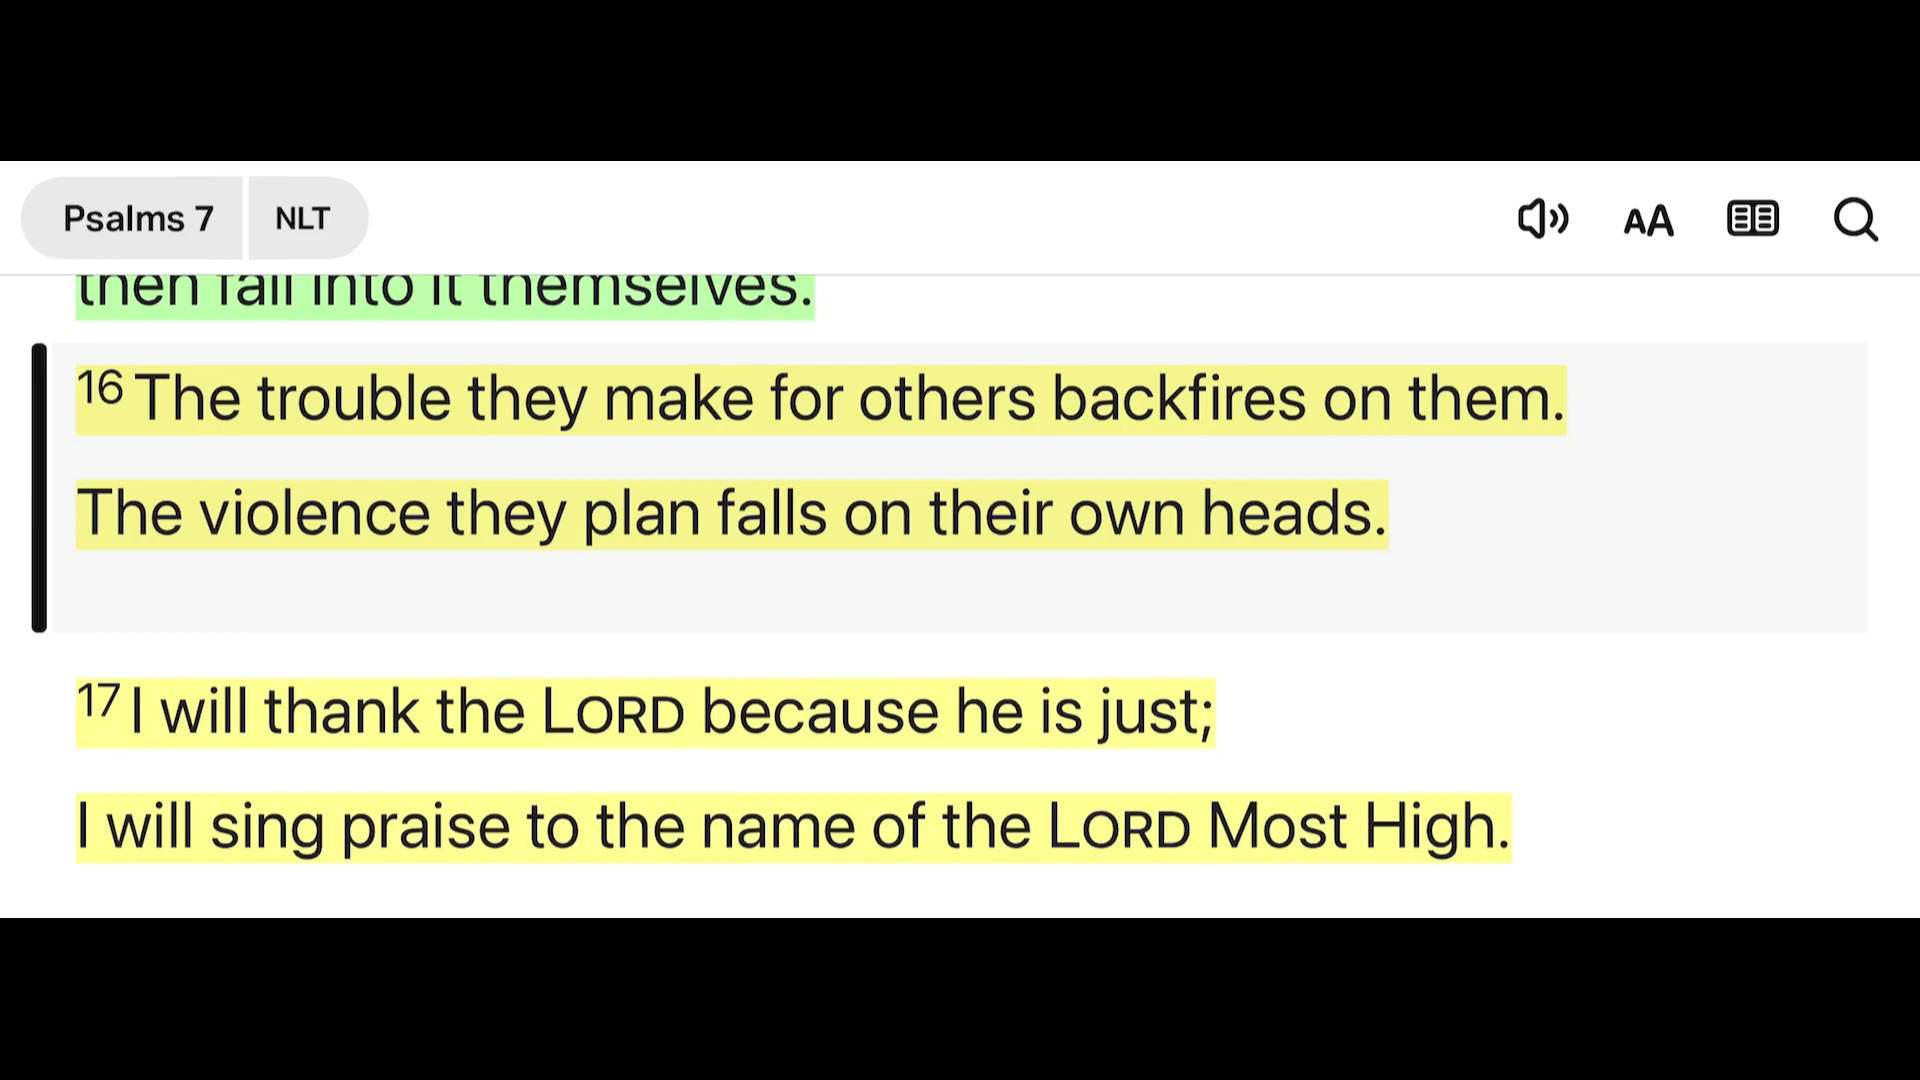 Psalms 7 NLT AA
then fall into it themselves.
16 The trouble they make for others backfires on them.
The violence they plan falls on their own heads.
17 I will thank the LORD because he is just;
I will sing praise to the name of the LORD Most High.